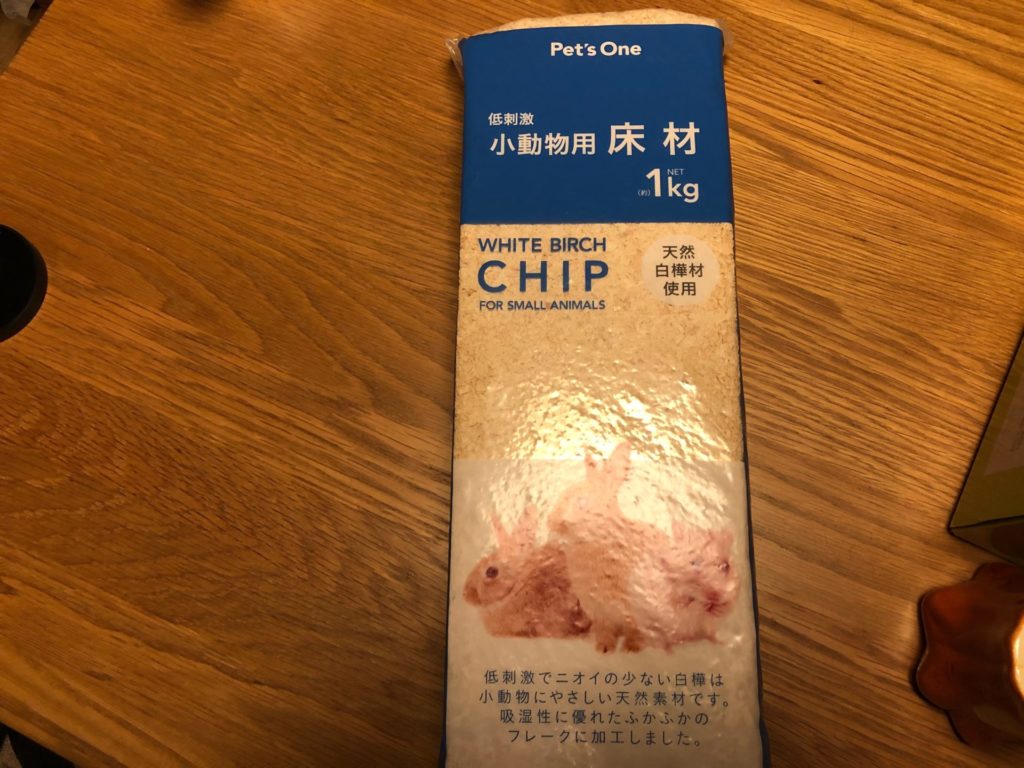 Pet's One
低刺激
小動物用 床材
(約) 1kg NET
WHITE BIRCH
CHIP
FOR SMALL ANIMALS
天然
白樺材
使用
低刺激でニオイの少ない白樺は
小動物にやさしい天然素材です。
吸湿性に優れたふかふかの
フレークに加工しました。